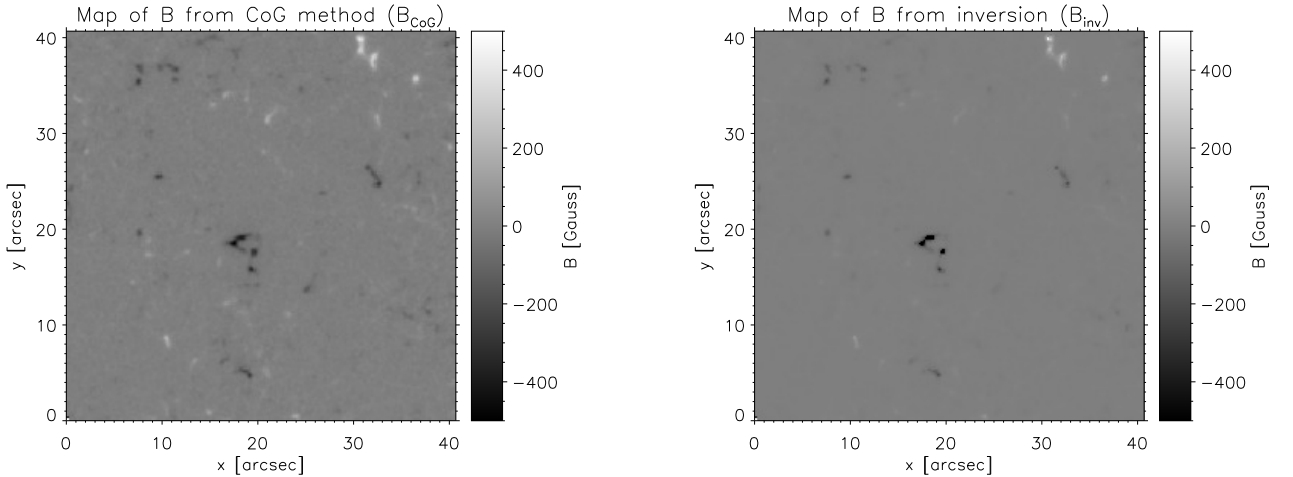 Map of B from CoG method (B_CoG)
40
30
20
10
0
0 10 20 30 40
x [arcsec]
y [arcsec]
400
200
0
−200
−400
B [Gauss]
Map of B from inversion (B_inv)
40
30
20
10
0
0 10 20 30 40
x [arcsec]
y [arcsec]
400
200
0
−200
−400
B [Gauss]